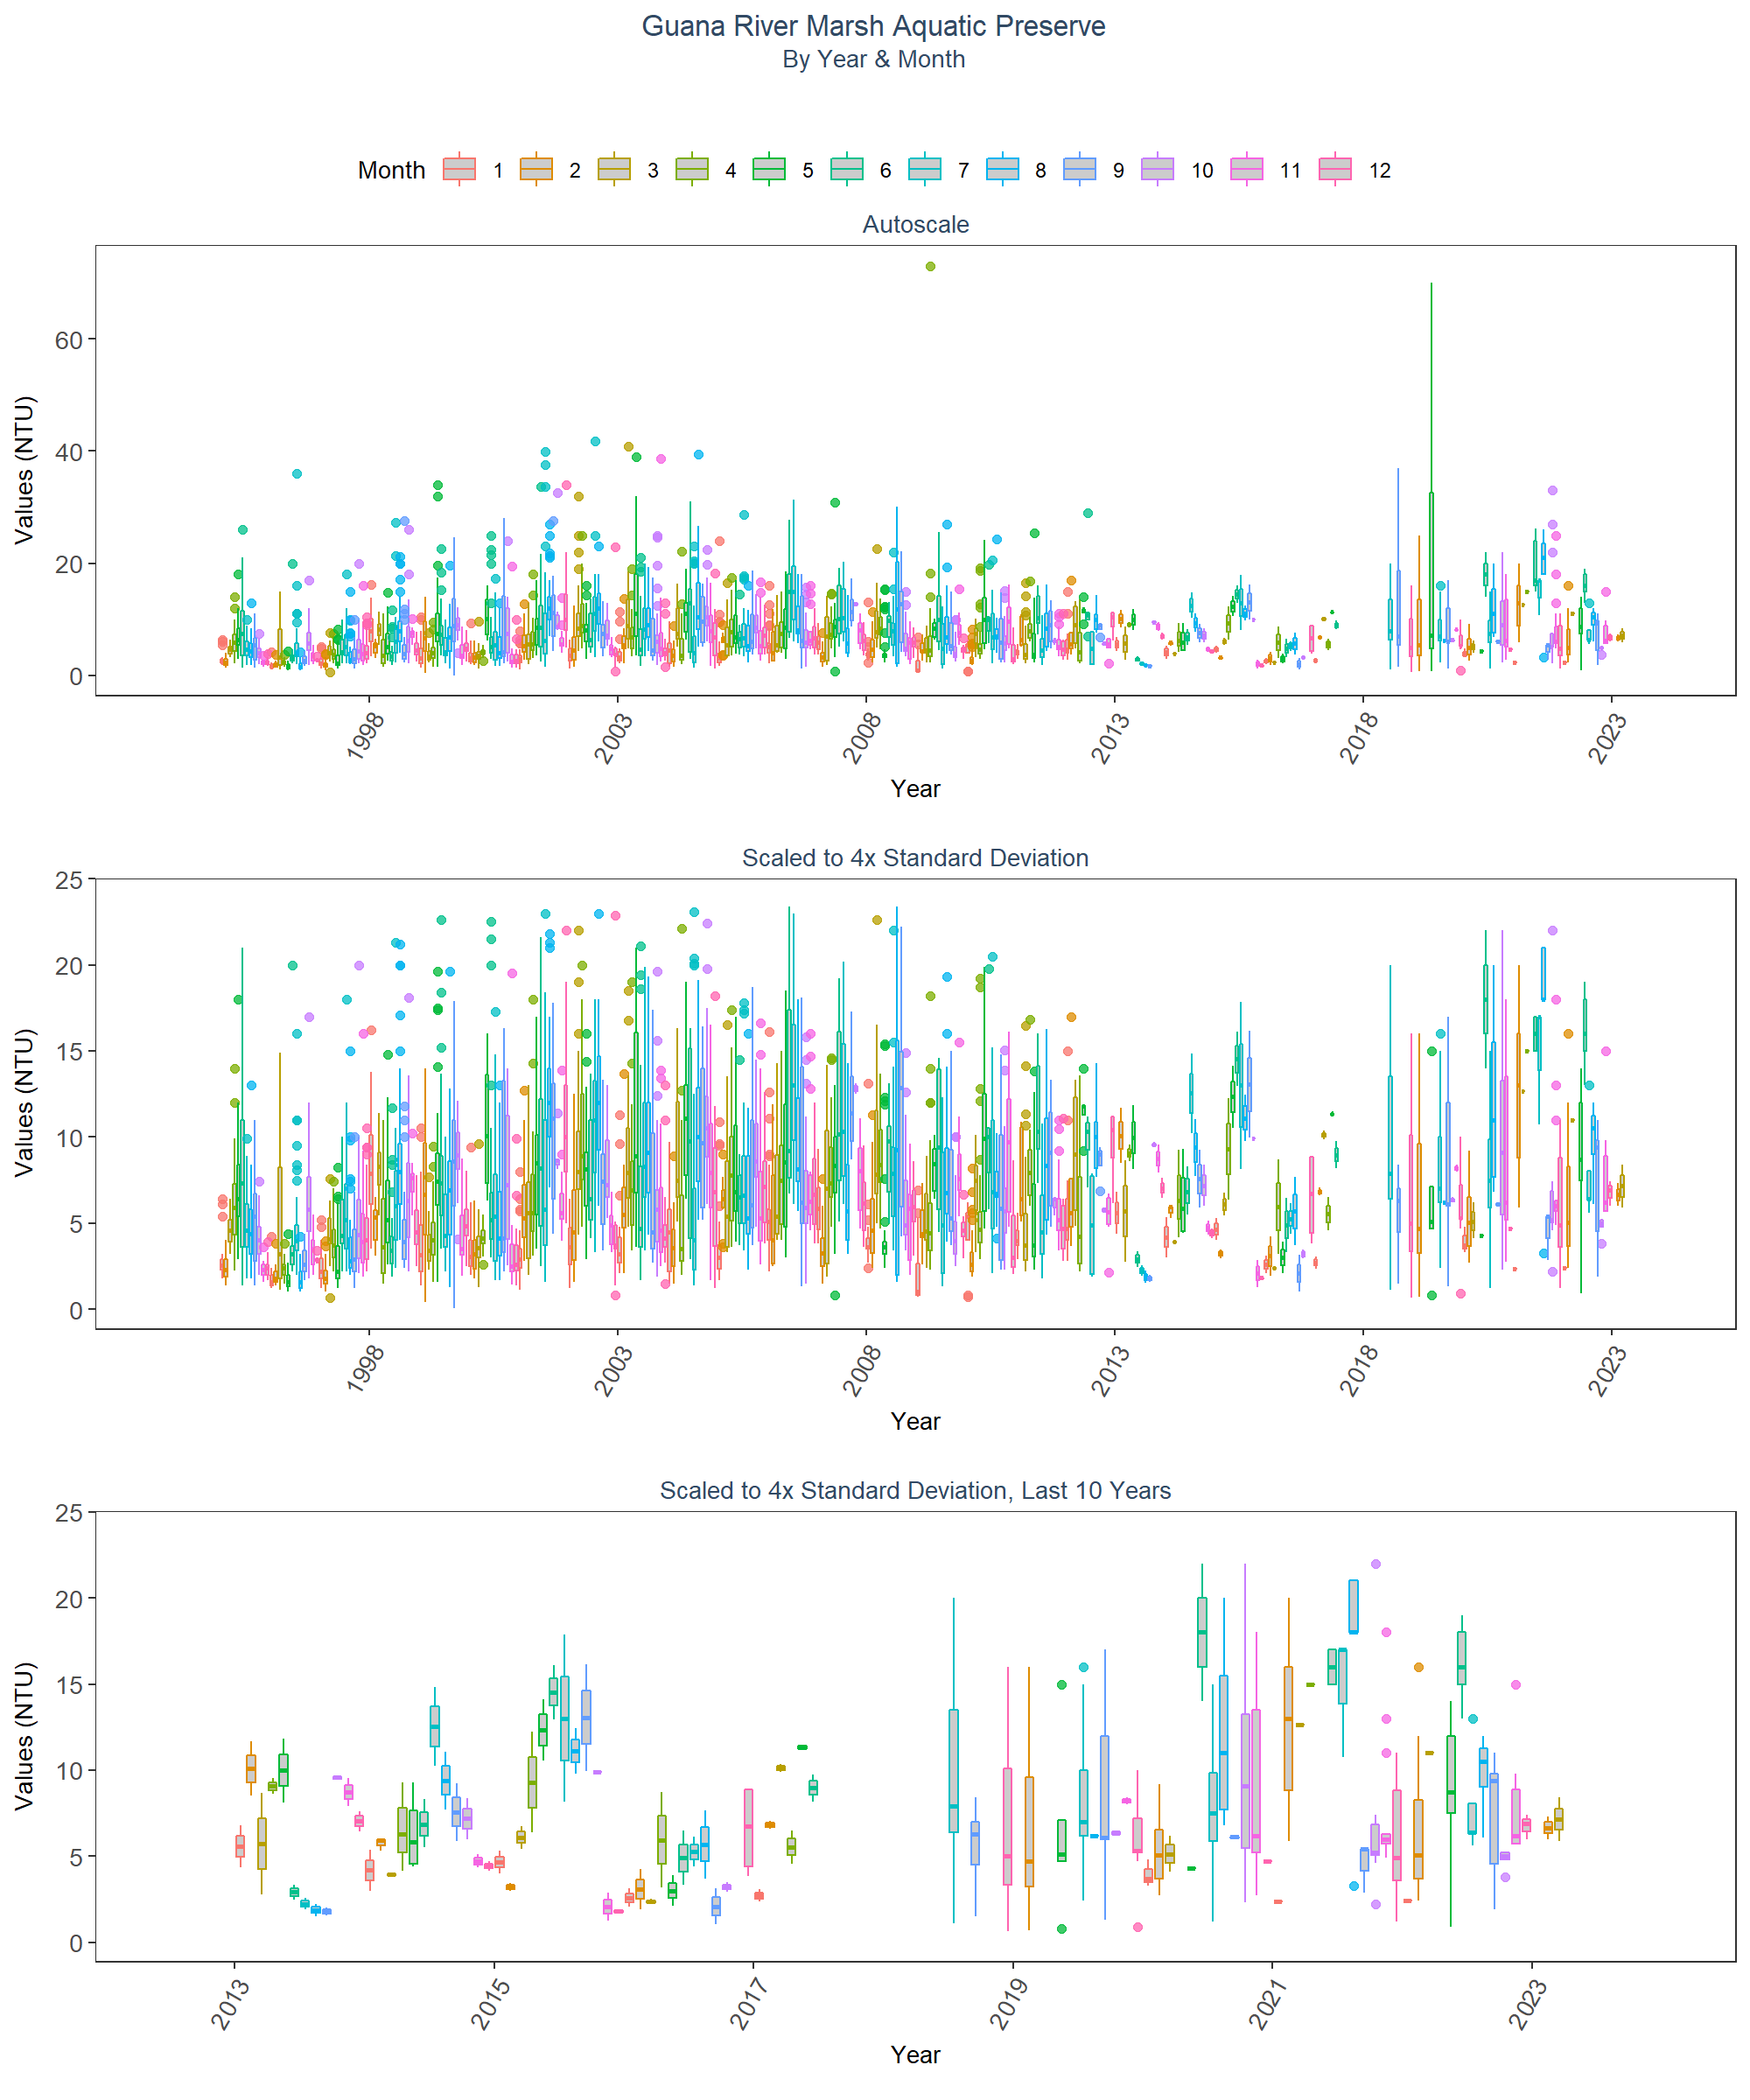 Guana River Marsh Aquatic Preserve
By Year & Month
Month 1 2 3 4 5 6 7 8 9 10 11 12
Autoscale
Values (NTU)
60
40
20
0
1998 2003 2008 2013 2018 2023
Year
Scaled to 4x Standard Deviation
Values (NTU)
25
20
15
10
5
0
1998 2003 2008 2013 2018 2023
Year
Scaled to 4x Standard Deviation, Last 10 Years
Values (NTU)
25
20
15
10
5
0
2013 2015 2017 2019 2021 2023
Year